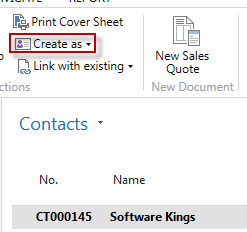 REPORT
Print Cover Sheet
Create as
Link with existing
New Sales
Quote
New Document
Contacts
No. Name
CT000145 Software Kings